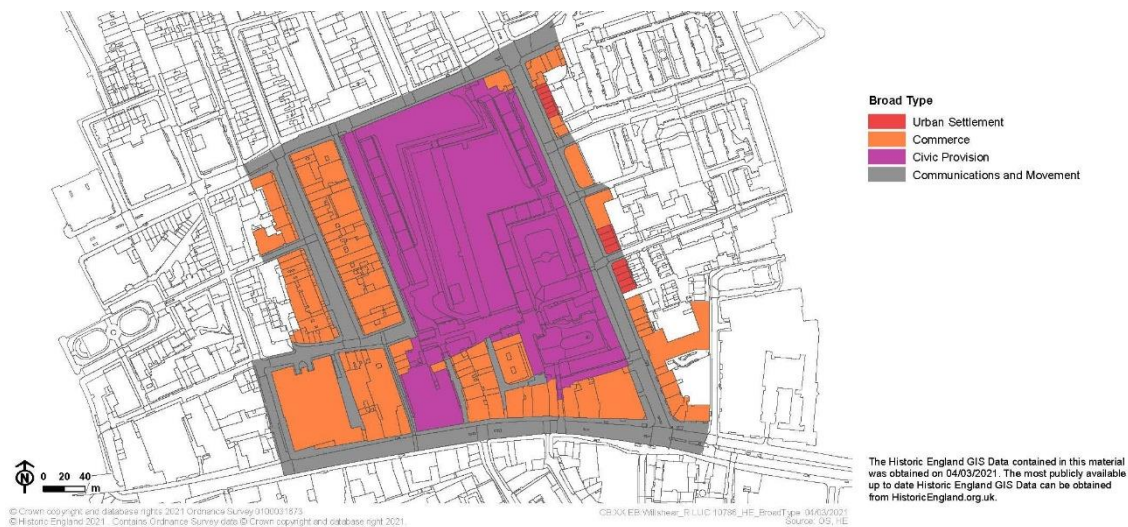 Broad Type
Urban Settlement
Commerce
Civic Provision
Communications and Movement
N
0 20 40
m
The Historic England GIS Data contained in this material
was obtained on 04/03/2021. The most publicly available
up to date Historic England GIS Data can be obtained
from HistoricEngland.org.uk.
© Crown copyright and database rights 2021 Ordnance Survey 0100031673
© Historic England 2021. Contains Ordnance Survey data © Crown copyright and database right 2021.
04/03/2021
Source: OS, HE